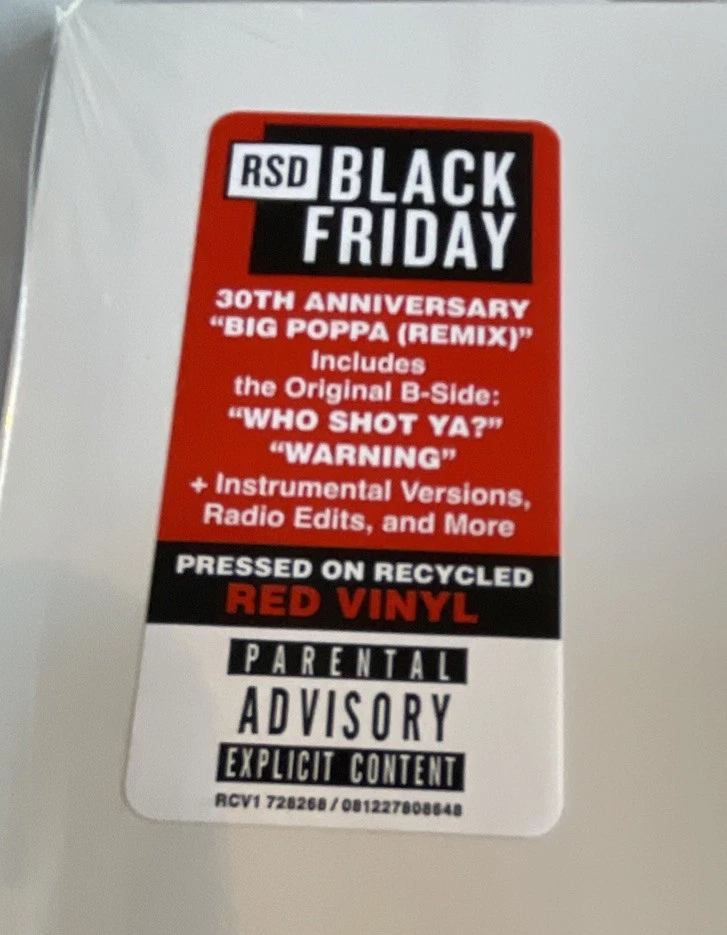 RSD BLACK
FRIDAY
30TH ANNIVERSARY
“BIG POPPA (REMIX)”
Includes
the Original B-Side:
“WHO SHOT YA?”
“WARNING”
+ Instrumental Versions,
Radio Edits, and More
PRESSED ON RECYCLED
RED VINYL
PARENTAL
ADVISORY
EXPLICIT CONTENT
RCV1 728268 / 081227808648